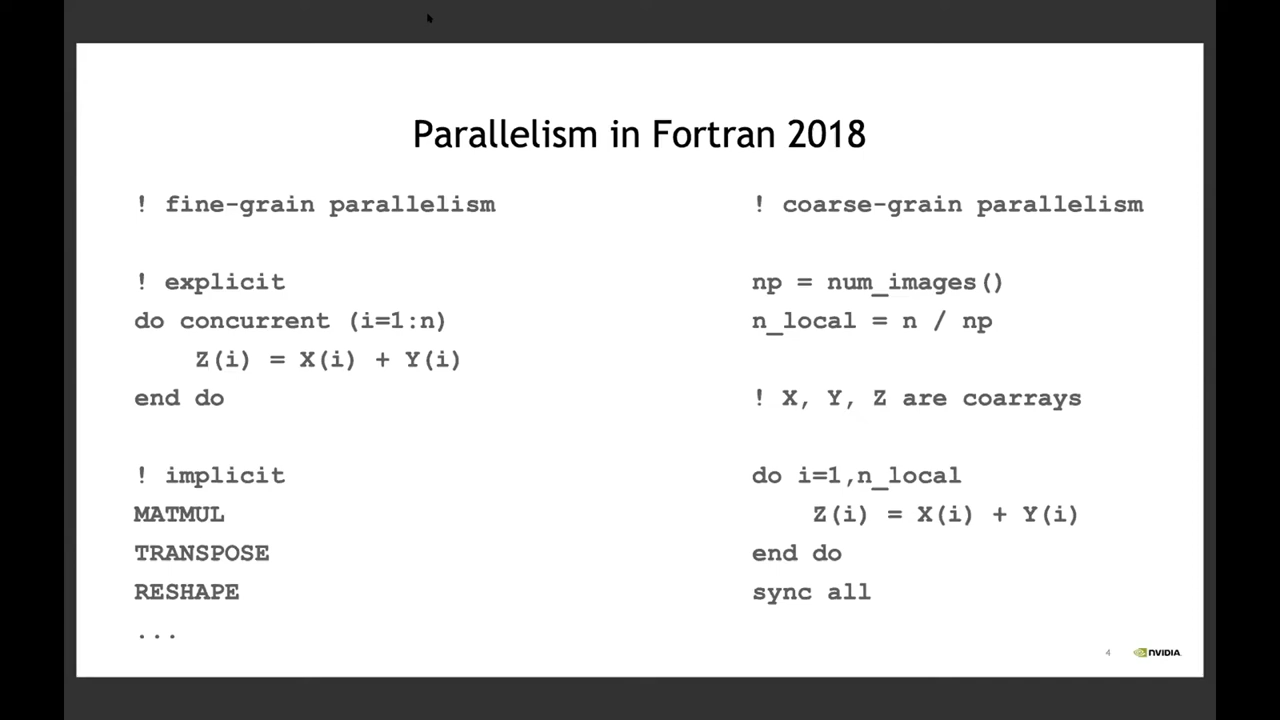 Parallelism in Fortran 2018
! fine-grain parallelism
! explicit
do concurrent (i=1:n)
    Z(i) = X(i) + Y(i)
end do
! implicit
MATMUL
TRANSPOSE
RESHAPE
...
! coarse-grain parallelism
np = num_images()
n_local = n / np
! X, Y, Z are coarrays
do i=1,n_local
    Z(i) = X(i) + Y(i)
end do
sync all
4
NVIDIA.